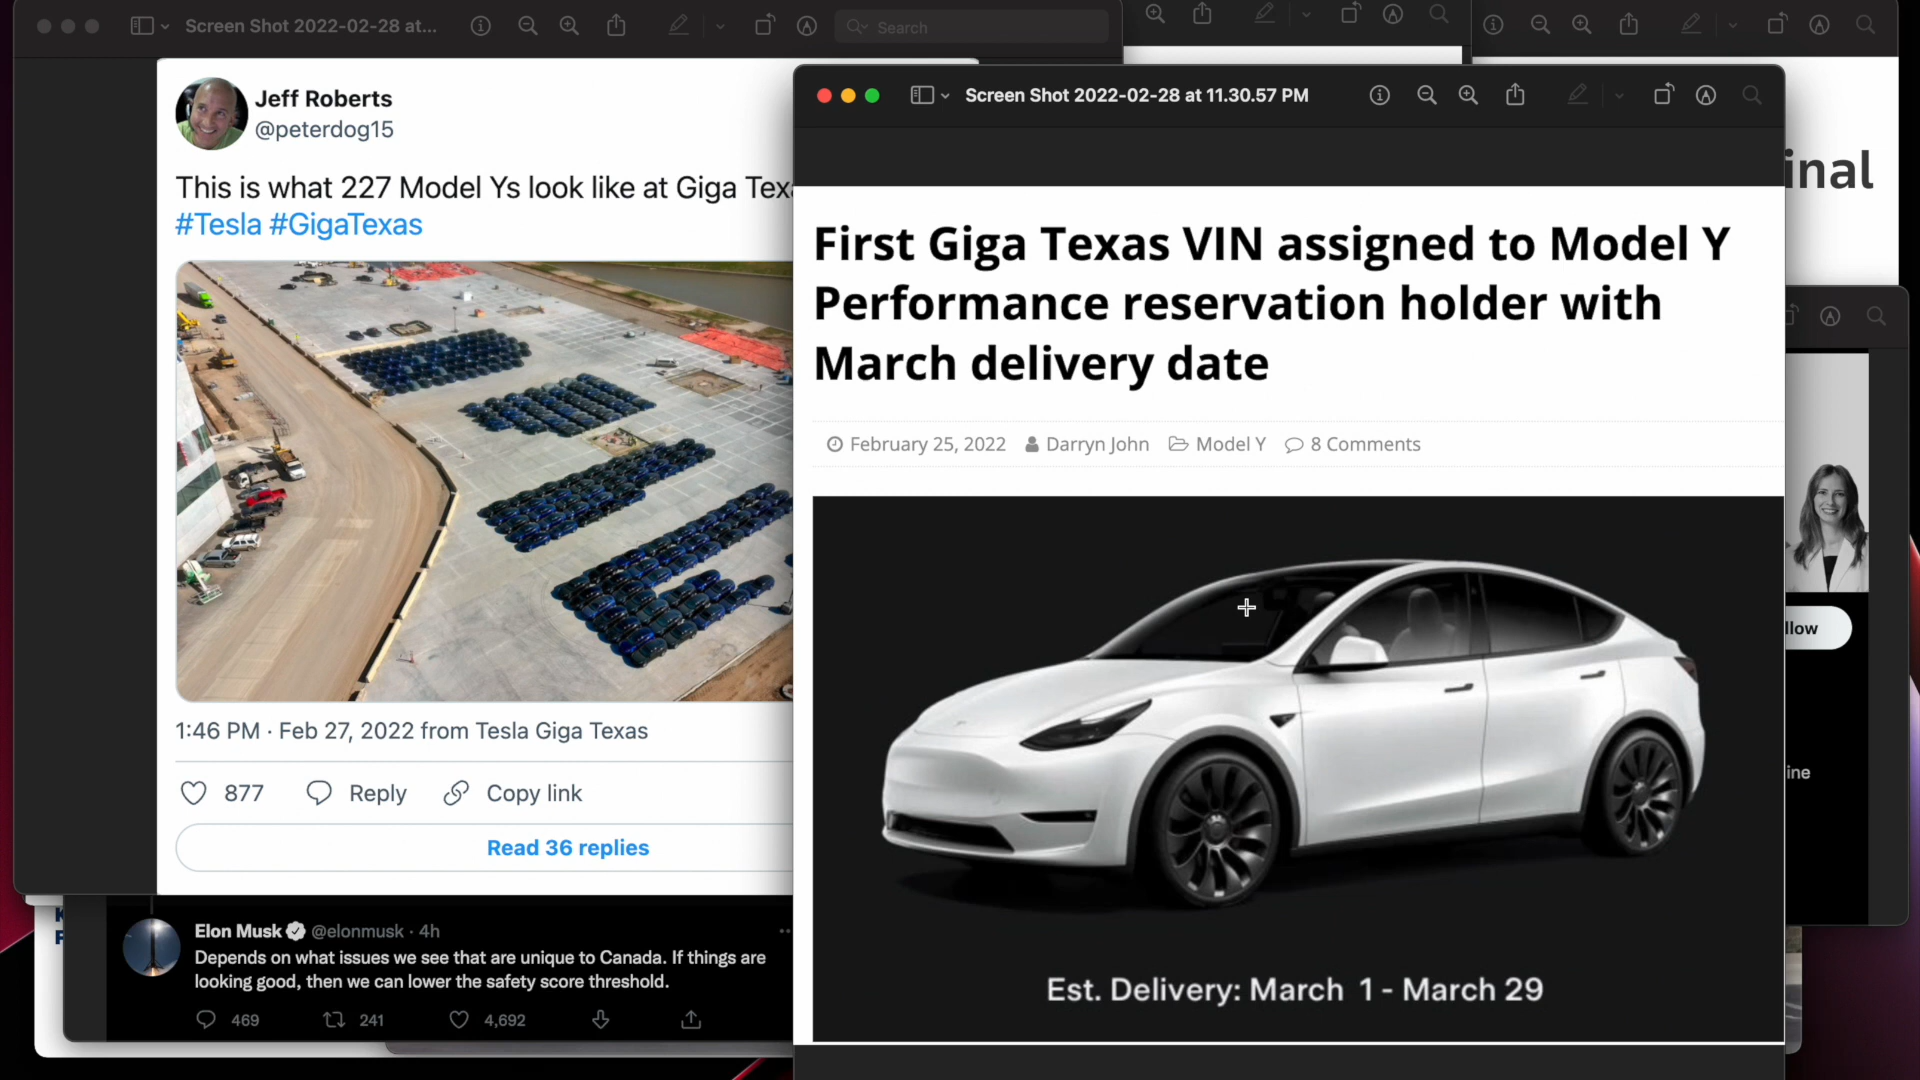 Screen Shot 2022-02-28 at...
Search
Jeff Roberts
@peterdog15
This is what 227 Model Ys look like at Giga Tex
#Tesla #GigaTexas
1:46 PM · Feb 27, 2022 from Tesla Giga Texas
877 Reply Copy link
Read 36 replies
Elon Musk @elonmusk · 4h
Depends on what issues we see that are unique to Canada. If things are
looking good, then we can lower the safety score threshold.
469 241 4,692
Screen Shot 2022-02-28 at 11.30.57 PM
First Giga Texas VIN assigned to Model Y
Performance reservation holder with
March delivery date
February 25, 2022 Darryn John Model Y 8 Comments
Est. Delivery: March 1 - March 29
inal
llow
ine